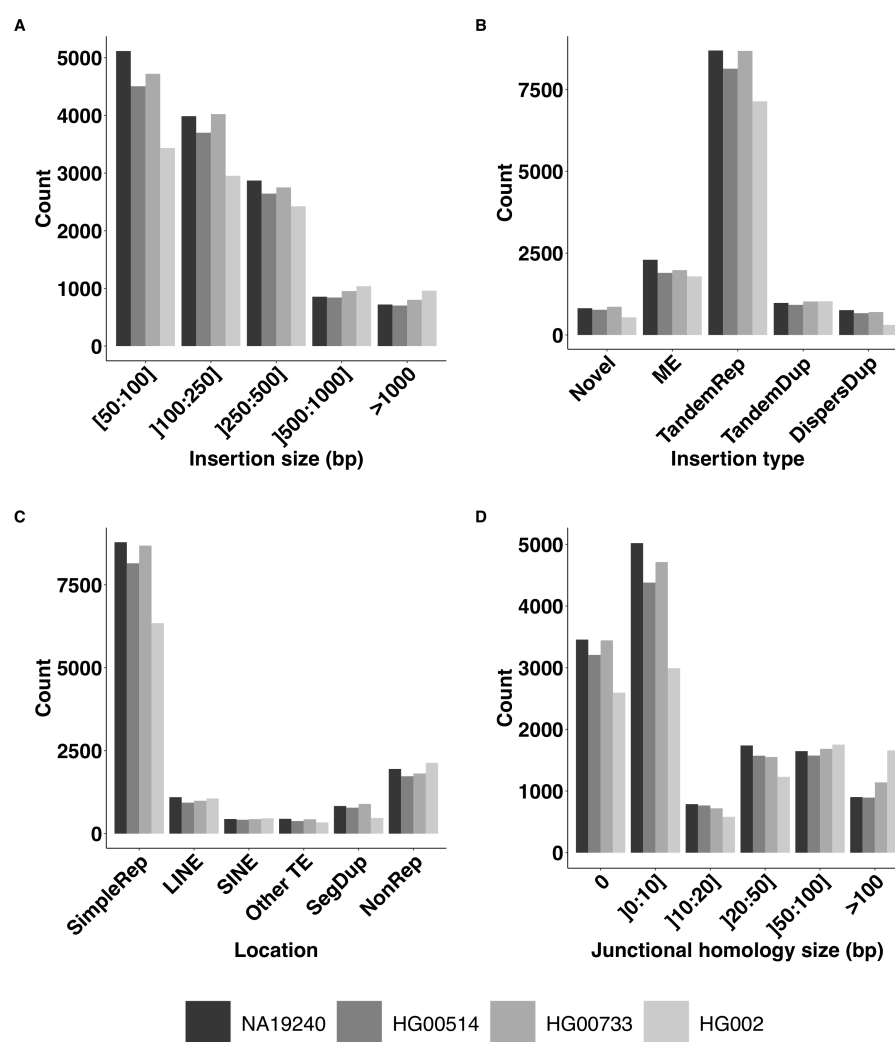 A
5000
4000
3000
2000
1000
0
Count
[50:100]
]100:250]
]250:500]
]500:1000]
>1000
Insertion size (bp)
B
7500
5000
2500
0
Count
Novel
ME
TandemRep
TandemDup
DispersDup
Insertion type
C
7500
5000
2500
0
Count
SimpleRep
LINE
SINE
Other TE
SegDup
NonRep
Location
D
5000
4000
3000
2000
1000
0
Count
0
]0:10]
]10:20]
]20:50]
]50:100]
>100
Junctional homology size (bp)
NA19240 HG00514 HG00733 HG002